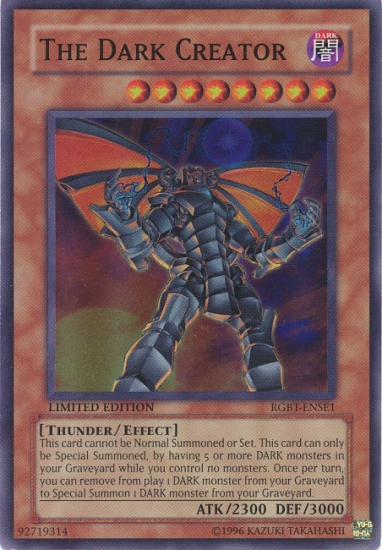 THE DARK CREATOR
DARK
闇
LIMITED EDITION
RGBT-ENSE1
[THUNDER/EFFECT]
This card cannot be Normal Summoned or Set. This card can only
be Special Summoned, by having 5 or more DARK monsters in
your Graveyard while you control no monsters. Once per turn,
you can remove from play 1 DARK monster from your Graveyard
to Special Summon 1 DARK monster from your Graveyard.
ATK/2300 DEF/3000
92719314
©1996 KAZUKI TAKAHASHI